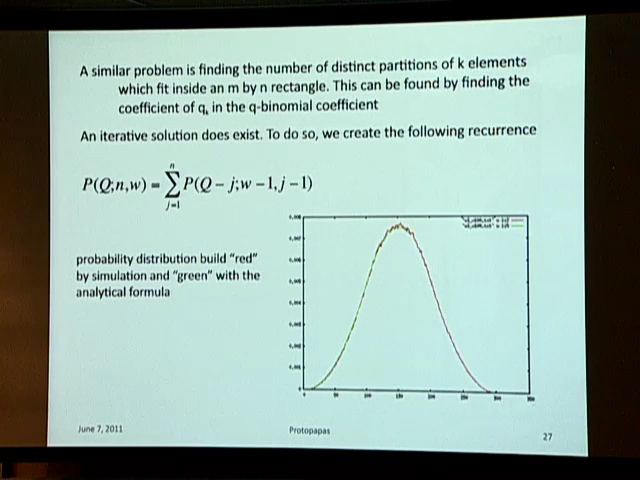 A similar problem is finding the number of distinct partitions of k elements
which fit inside an m by n rectangle. This can be found by finding the
coefficient of qₖ in the q-binomial coefficient
An iterative solution does exist. To do so, we create the following recurrence
P(Q;n,w) = ∑ⁿⱼ₌₁ P(Q − j;w − 1,j − 1)
probability distribution build "red"
by simulation and "green" with the
analytical formula
June 7, 2011
Protopapas
27